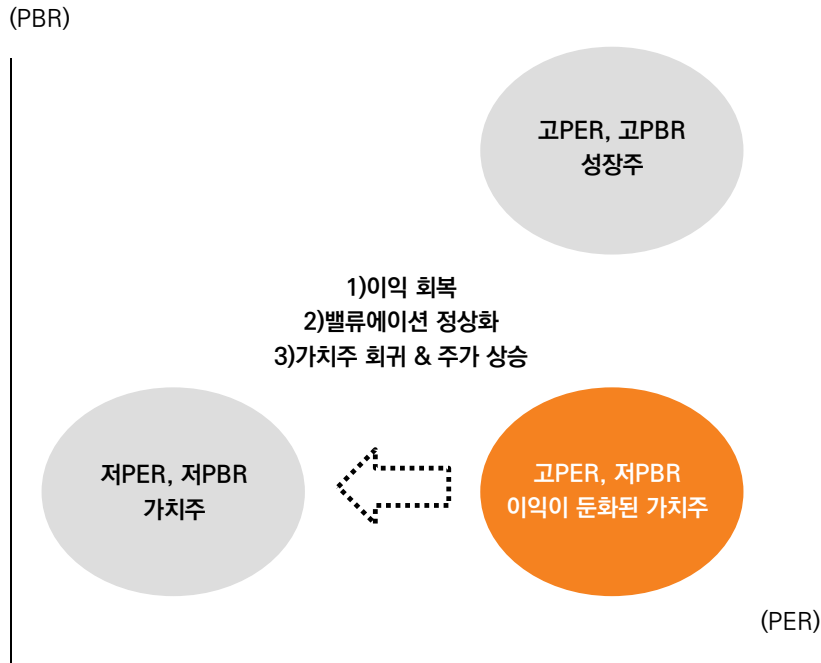 (PBR)
고PER, 고PBR
성장주
1)이익 회복
2)밸류에이션 정상화
3)가치주 회귀 & 주가 상승
저PER, 저PBR
가치주
고PER, 저PBR
이익이 둔화된 가치주
(PER)